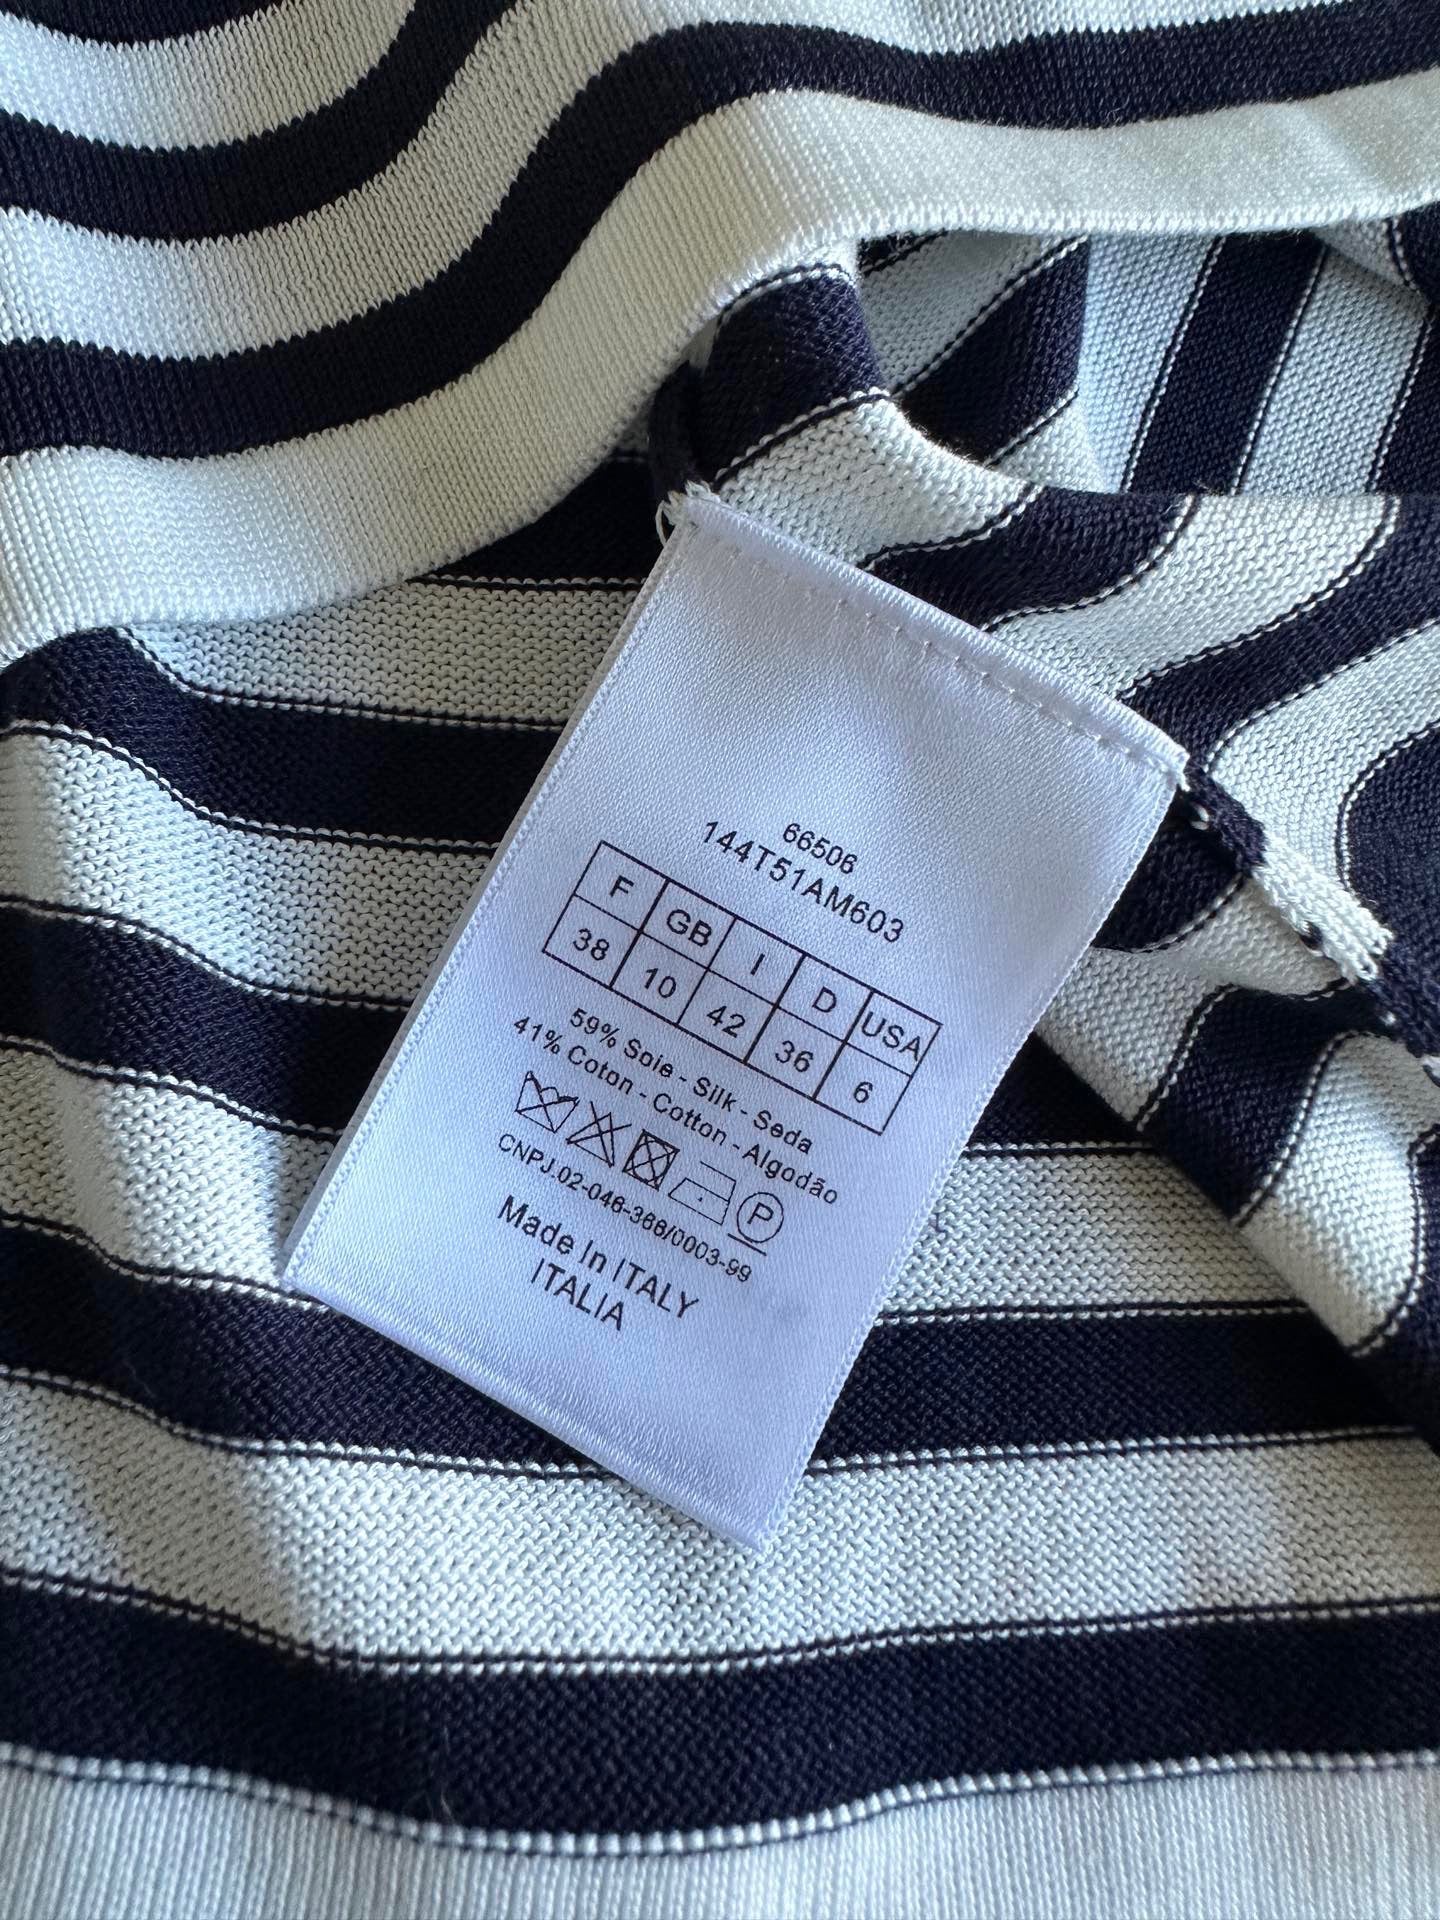 66506
144T51AM603
F GB I D USA
38 10 42 36 6
59% Soie - Silk - Seda
41% Coton - Cotton - Algodão
P
CNPJ.02-046-366/0003-99
Made In ITALY
ITALIA